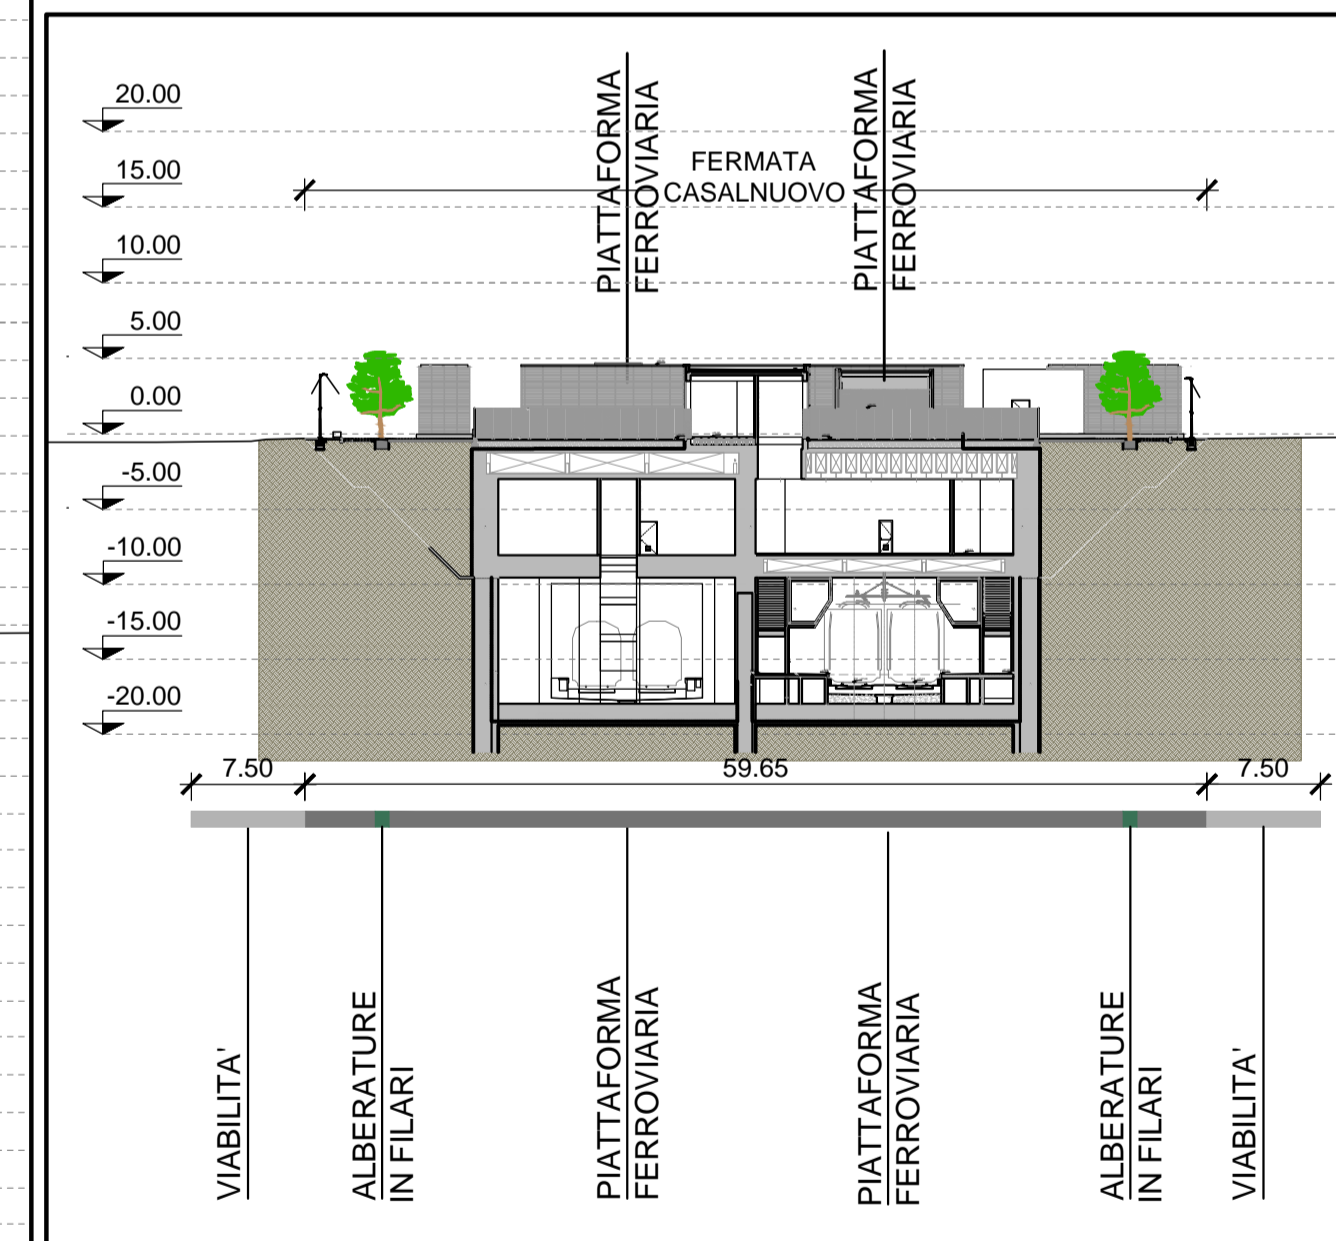 PIATTAFORMA
FERROVIARIA
PIATTAFORMA
FERROVIARIA
FERMATA
CASALNUOVO
20.00
15.00
10.00
5.00
0.00
-5.00
-10.00
-15.00
-20.00
7.50
59.65
7.50
VIABILITA'
ALBERATURE
IN FILARI
PIATTAFORMA
FERROVIARIA
PIATTAFORMA
FERROVIARIA
ALBERATURE
IN FILARI
VIABILITA'